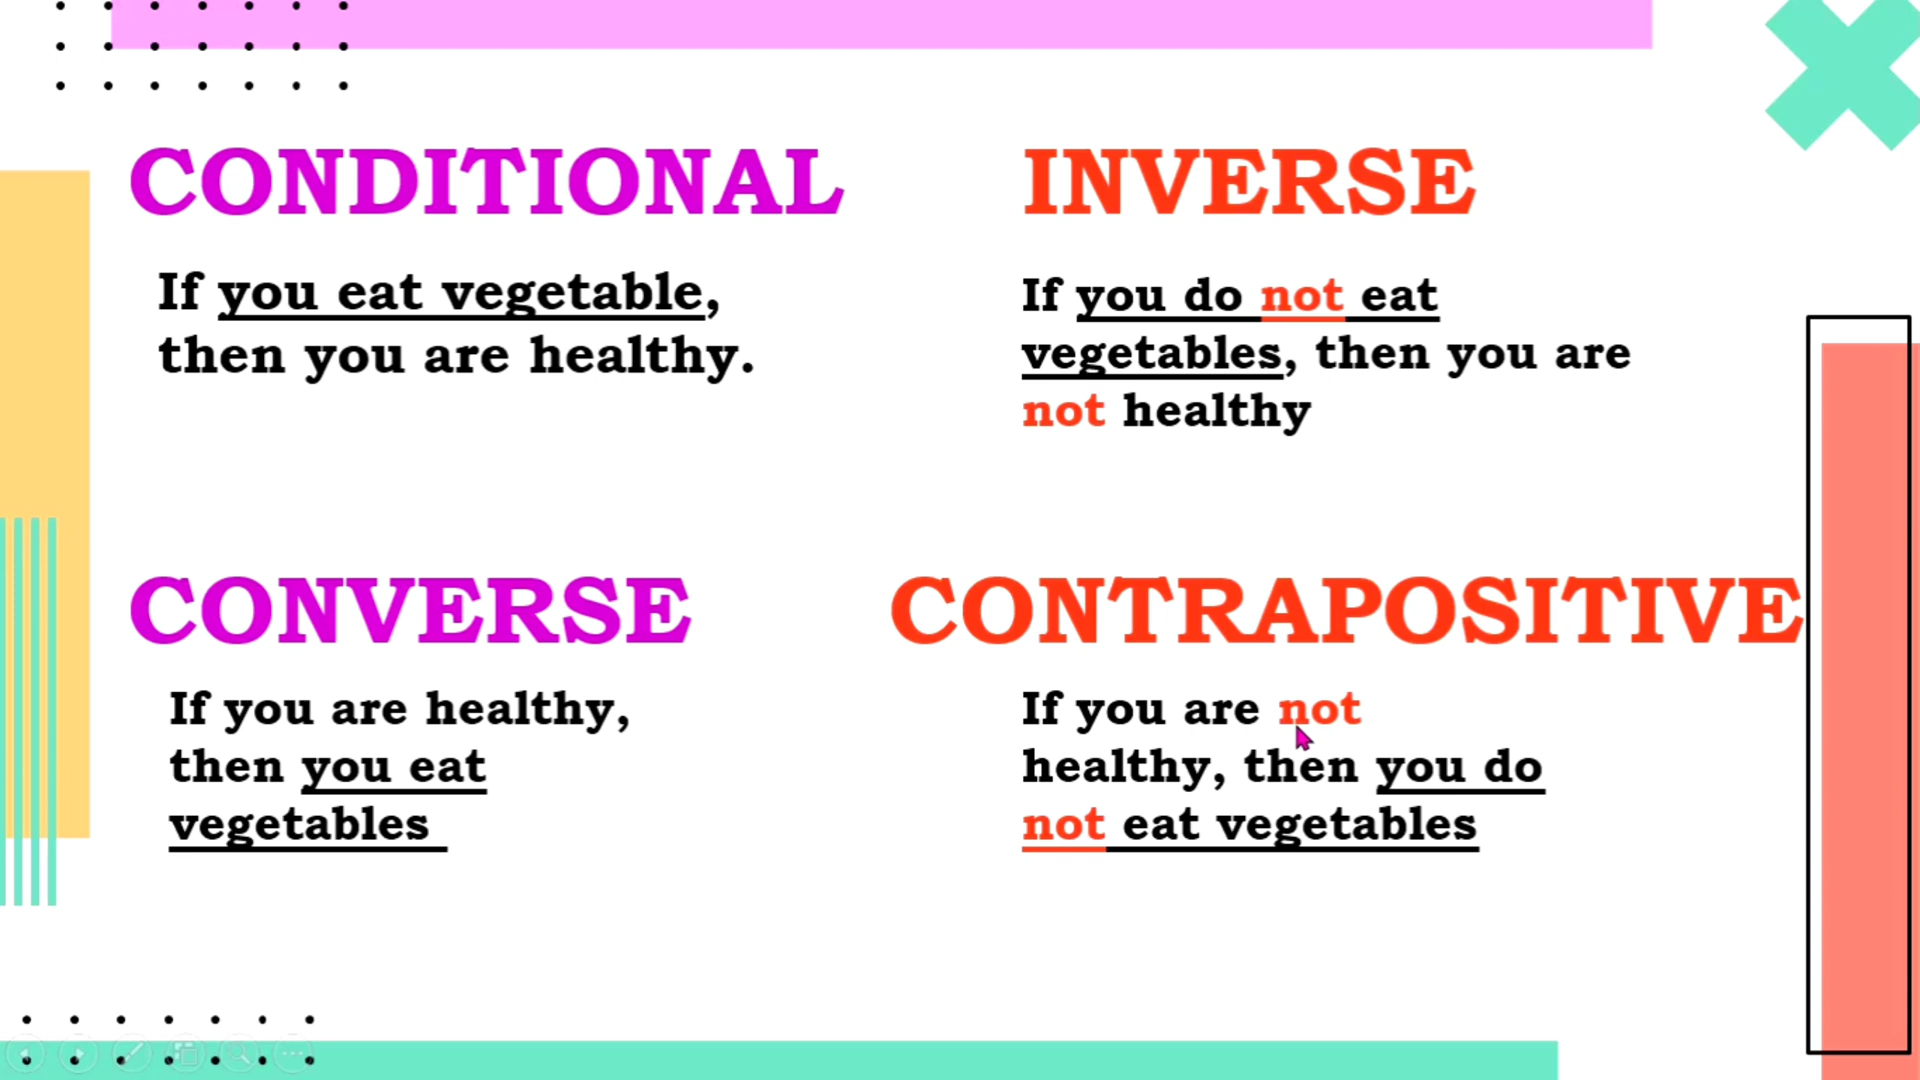 CONDITIONAL
If you eat vegetable,
then you are healthy.
INVERSE
If you do not eat
vegetables, then you are
not healthy
CONVERSE
If you are healthy,
then you eat
vegetables
CONTRAPOSITIVE
If you are not
healthy, then you do
not eat vegetables